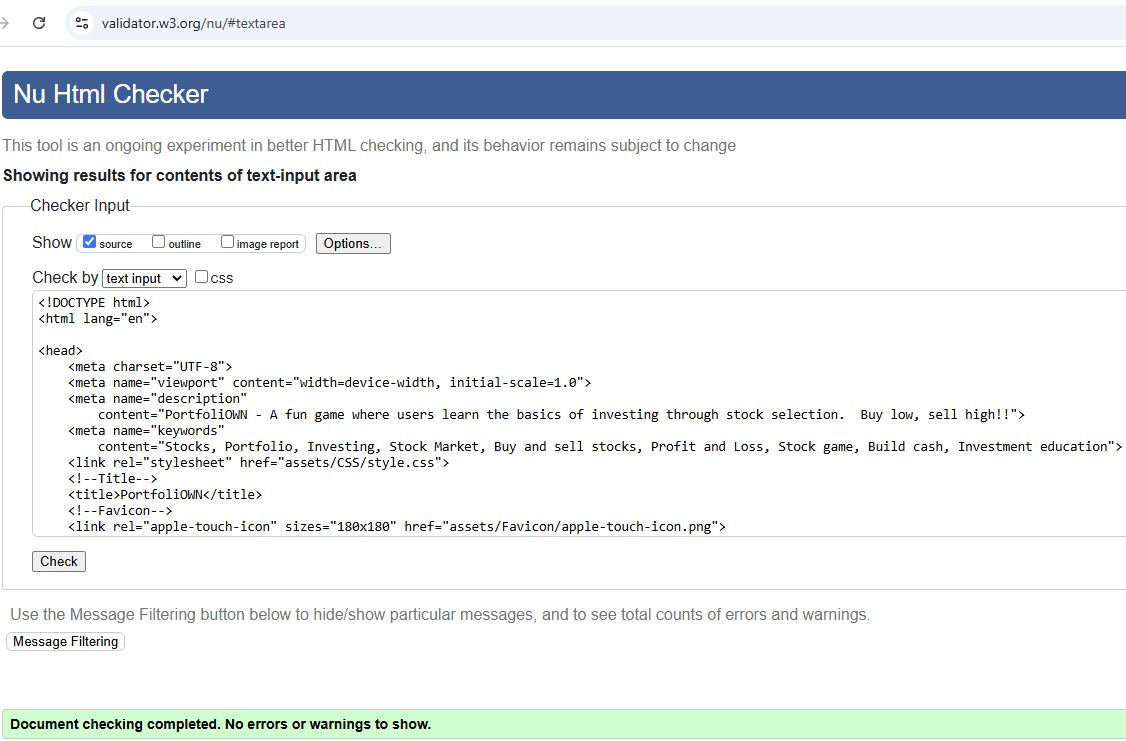 validator.w3.org/nu/#textarea
Nu Html Checker
This tool is an ongoing experiment in better HTML checking, and its behavior remains subject to change
Showing results for contents of text-input area
Checker Input
Show source outline image report Options...
Check by text input css
<!DOCTYPE html>
<html lang="en">
<head>
<meta charset="UTF-8">
<meta name="viewport" content="width=device-width, initial-scale=1.0">
<meta name="description"
content="PortfoliOWN - A fun game where users learn the basics of investing through stock selection.  Buy low, sell high!!">
<meta name="keywords"
content="Stocks, Portfolio, Investing, Stock Market, Buy and sell stocks, Profit and Loss, Stock game, Build cash, Investment education">
<link rel="stylesheet" href="assets/CSS/style.css">
<!--Title-->
<title>PortfoliOWN</title>
<!--Favicon-->
<link rel="apple-touch-icon" sizes="180x180" href="assets/Favicon/apple-touch-icon.png">
Check
Use the Message Filtering button below to hide/show particular messages, and to see total counts of errors and warnings.
Message Filtering
Document checking completed. No errors or warnings to show.